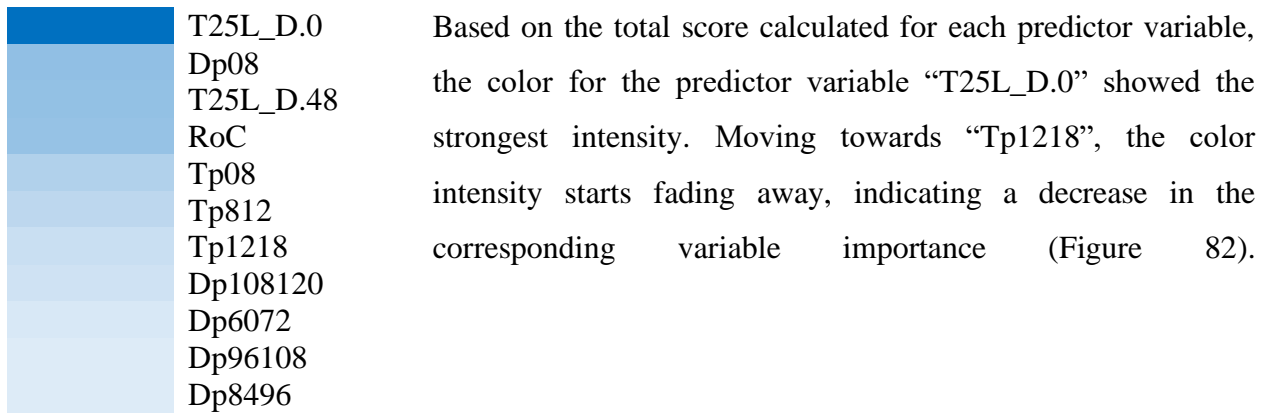 T25L_D.0
Dp08
T25L_D.48
RoC
Tp08
Tp812
Tp1218
Dp108120
Dp6072
Dp96108
Dp8496
Based on the total score calculated for each predictor variable,
the color for the predictor variable “T25L_D.0” showed the
strongest intensity. Moving towards “Tp1218”, the color
intensity starts fading away, indicating a decrease in the
corresponding variable importance (Figure 82).